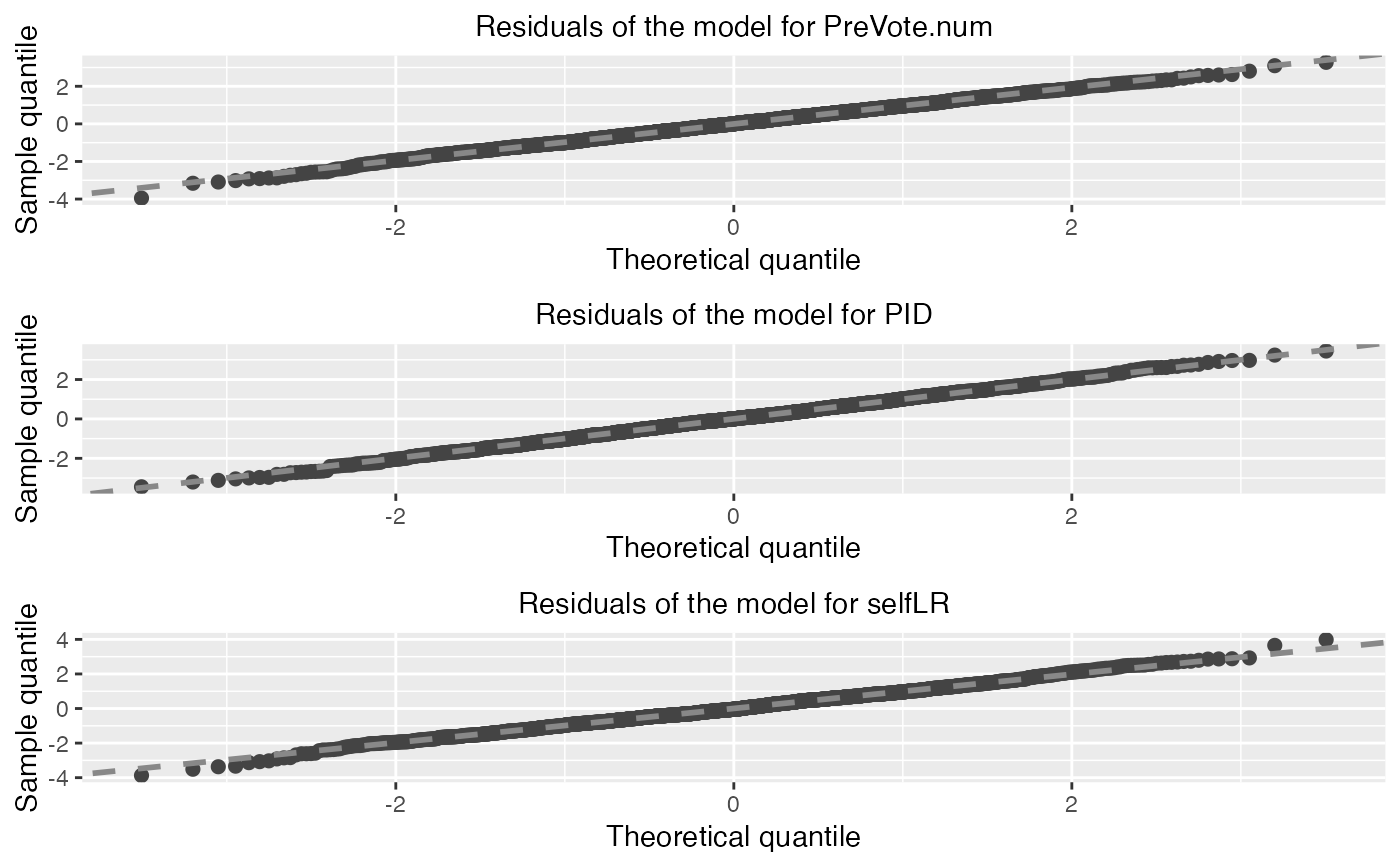 Residuals of the model for PreVote.num
Sample quantile
2
0
-2
-4
-2 0 2
Theoretical quantile
Residuals of the model for PID
Sample quantile
2
0
-2
-2 0 2
Theoretical quantile
Residuals of the model for selfLR
Sample quantile
4
2
0
-2
-4
-2 0 2
Theoretical quantile